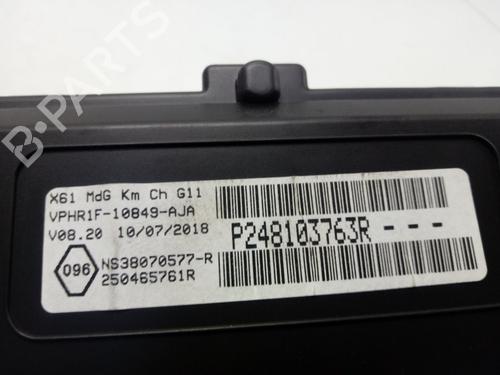 B-PARTS
X61 MdG Km Ch G11
VPHR1F-10849-AJA
V08.20 10/07/2018
P248103763R - - -
096
NS38070577-R
250465761R